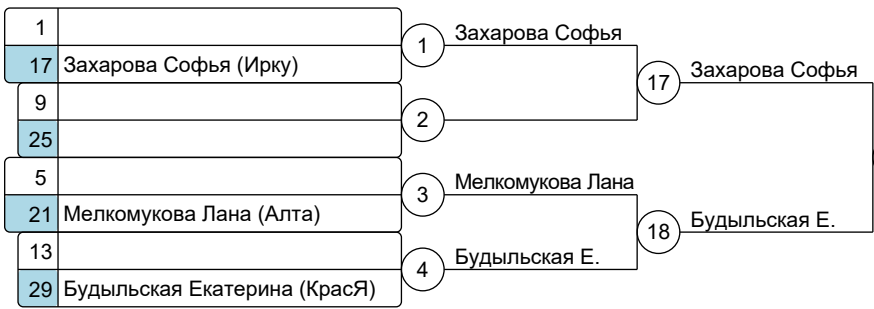 1
17 Захарова Софья (Ирку)
9
25
5
21 Мелкомукова Лана (Алта)
13
29 Будыльская Екатерина (КрасЯ)
1 Захарова Софья
2
3 Мелкомукова Лана
4 Будыльская Е.
17 Захарова Софья
18 Будыльская Е.